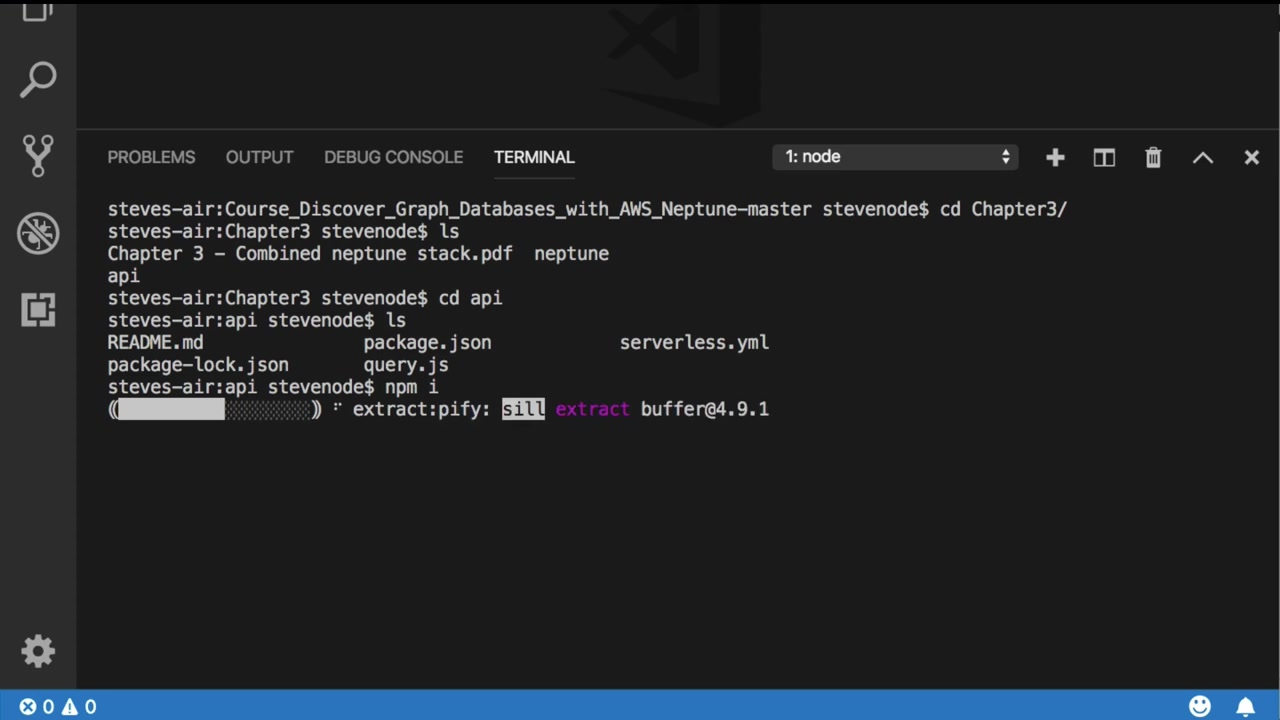 PROBLEMS OUTPUT DEBUG CONSOLE TERMINAL 1: node
steves-air:Course_Discover_Graph_Databases_with_AWS_Neptune-master stevenode$ cd Chapter3/
steves-air:Chapter3 stevenode$ ls
Chapter 3 - Combined neptune stack.pdf neptune
api
steves-air:Chapter3 stevenode$ cd api
steves-air:api stevenode$ ls
README.md package.json serverless.yml
package-lock.json query.js
steves-air:api stevenode$ npm i
extract:pify: sill extract buffer@4.9.1
0 0